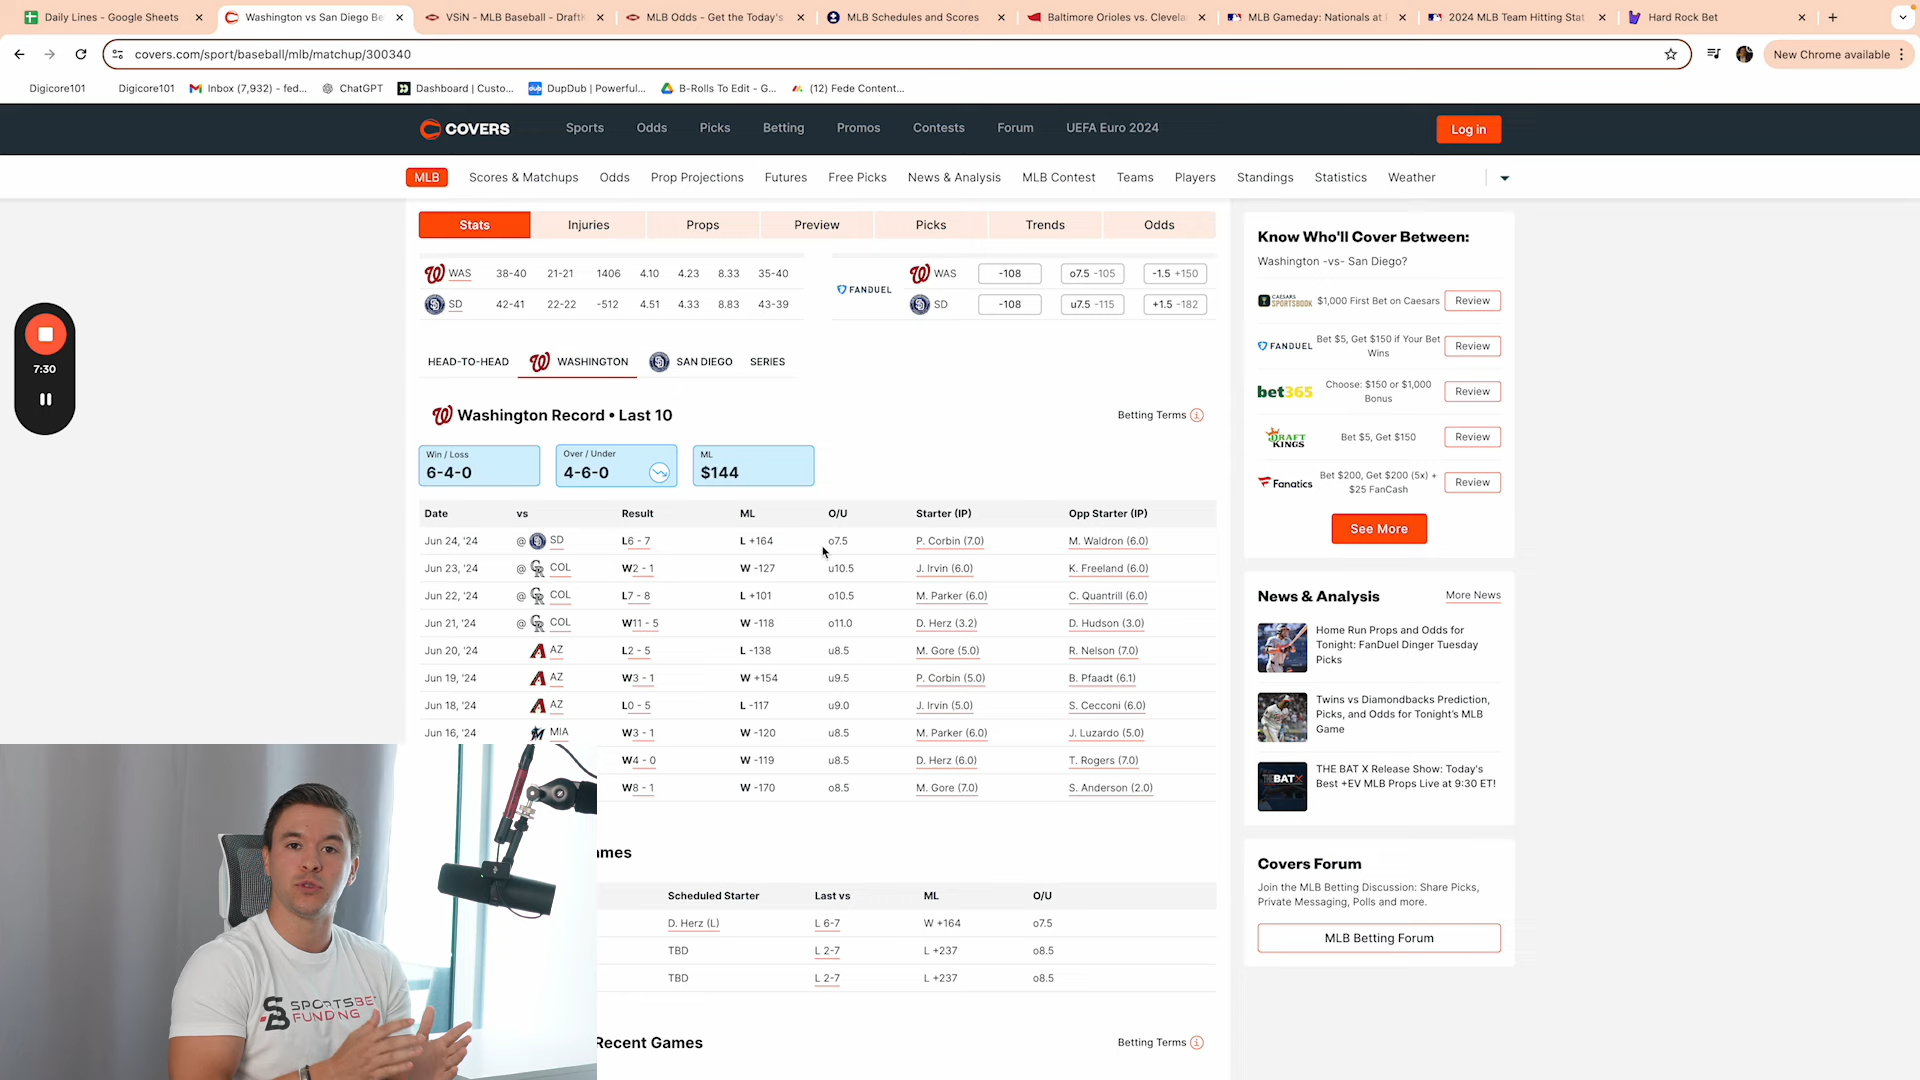 Daily Lines - Google Sheets
Washington vs San Diego Be
VSiN - MLB Baseball - DraftK
MLB Odds - Get the Today's
MLB Schedules and Scores
Baltimore Orioles vs. Clevela
MLB Gameday: Nationals at
2024 MLB Team Hitting Stat
Hard Rock Bet
covers.com/sport/baseball/mlb/matchup/300340
New Chrome available
Digicore101
Digicore101
Inbox (7,932) - fed...
ChatGPT
Dashboard | Custo...
DupDub | Powerful...
B-Rolls To Edit - G...
(12) Fede Content...
COVERS
Sports
Odds
Picks
Betting
Promos
Contests
Forum
UEFA Euro 2024
Log in
MLB
Scores & Matchups
Odds
Prop Projections
Futures
Free Picks
News & Analysis
MLB Contest
Teams
Players
Standings
Statistics
Weather
Stats
Injuries
Props
Preview
Picks
Trends
Odds
WAS 38-40 21-21 1406 4.10 4.23 8.33 35-40
SD 42-41 22-22 -512 4.51 4.33 8.83 43-39
FANDUEL
WAS -108 o7.5 -105 -1.5 +150
SD -108 u7.5 -115 +1.5 -182
HEAD-TO-HEAD
WASHINGTON
SAN DIEGO
SERIES
Washington Record • Last 10
Betting Terms
Win / Loss
6-4-0
Over / Under
4-6-0
ML
$144
Date vs Result ML O/U Starter (IP) Opp Starter (IP)
Jun 24, '24 @ SD L6 - 7 L +164 o7.5 P. Corbin (7.0) M. Waldron (6.0)
Jun 23, '24 @ COL W2 - 1 W -127 u10.5 J. Irvin (6.0) K. Freeland (6.0)
Jun 22, '24 @ COL L7 - 8 L +101 o10.5 M. Parker (6.0) C. Quantrill (6.0)
Jun 21, '24 @ COL W11 - 5 W -118 o11.0 D. Herz (3.2) D. Hudson (3.0)
Jun 20, '24 AZ L2 - 5 L -138 u8.5 M. Gore (5.0) R. Nelson (7.0)
Jun 19, '24 AZ W3 - 1 W +154 u9.5 P. Corbin (5.0) B. Pfaadt (6.1)
Jun 18, '24 AZ L0 - 5 L -117 u9.0 J. Irvin (5.0) S. Cecconi (6.0)
Jun 16, '24 MIA W3 - 1 W -120 u8.5 M. Parker (6.0) J. Luzardo (5.0)
W4 - 0 W -119 u8.5 D. Herz (6.0) T. Rogers (7.0)
W8 - 1 W -170 o8.5 M. Gore (7.0) S. Anderson (2.0)
Scheduled Starter Last vs ML O/U
D. Herz (L) L 6-7 W +164 o7.5
TBD L 2-7 L +237 o8.5
TBD L 2-7 L +237 o8.5
Recent Games
Betting Terms
Know Who'll Cover Between:
Washington -vs- San Diego?
CAESARS SPORTSBOOK
$1,000 First Bet on Caesars
Review
FANDUEL
Bet $5, Get $150 if Your Bet
Wins
Review
bet365
Choose: $150 or $1,000
Bonus
Review
DRAFT KINGS
Bet $5, Get $150
Review
Fanatics
Bet $200, Get $200 (5x) +
$25 FanCash
Review
See More
News & Analysis
More News
Home Run Props and Odds for
Tonight: FanDuel Dinger Tuesday
Picks
Twins vs Diamondbacks Prediction,
Picks, and Odds for Tonight's MLB
Game
THE BAT X
THE BAT X Release Show: Today's
Best +EV MLB Props Live at 9:30 ET!
Covers Forum
Join the MLB Betting Discussion: Share Picks,
Private Messaging, Polls and more.
MLB Betting Forum
7:30
SPORTSBET
FUNDING